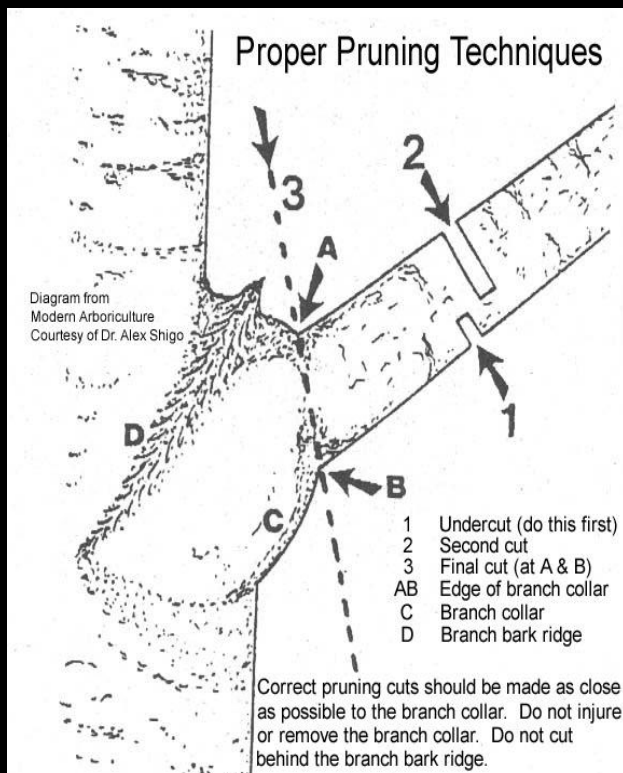 Proper Pruning Techniques
2
3
A
Diagram from
Modern Arboriculture
Courtesy of Dr. Alex Shigo
D
1
B
C
1 Undercut (do this first)
2 Second cut
3 Final cut (at A & B)
AB Edge of branch collar
C Branch collar
D Branch bark ridge
Correct pruning cuts should be made as close
as possible to the branch collar. Do not injure
or remove the branch collar. Do not cut
behind the branch bark ridge.